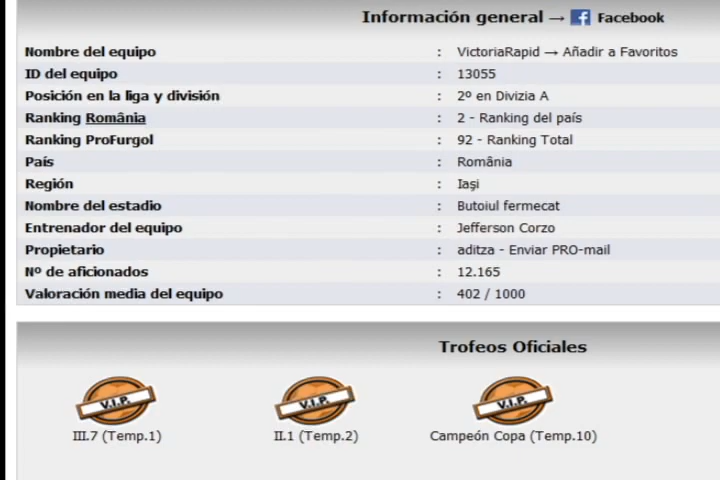 Información general → Facebook
Nombre del equipo : VictoriaRapid → Añadir a Favoritos
ID del equipo : 13055
Posición en la liga y división : 2º en Divizia A
Ranking România : 2 - Ranking del país
Ranking ProFurgol : 92 - Ranking Total
País : România
Región : Iaşi
Nombre del estadio : Butoiul fermecat
Entrenador del equipo : Jefferson Corzo
Propietario : aditza - Enviar PRO-mail
Nº de aficionados : 12.165
Valoración media del equipo : 402 / 1000
Trofeos Oficiales
V.I.P. V.I.P. V.I.P.
III.7 (Temp.1) II.1 (Temp.2) Campeón Copa (Temp.10)